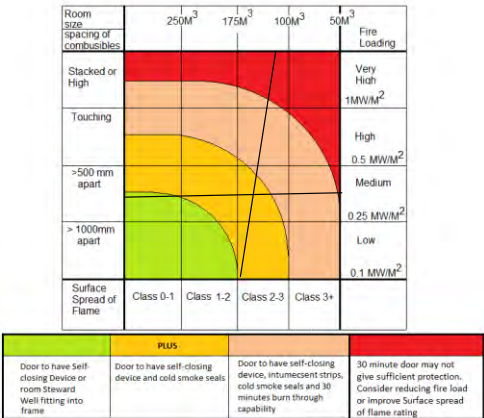 Room
size
250M3 175M3 100M3 50M3
spacing of
combusibles
Fire
Loading
Stacked or
High
Very
High
1MW/M2
Touching
High
0.5 MW/M2
>500 mm
apart
Medium
0.25 MW/M2
> 1000mm
apart
Low
0.1 MW/M2
Surface
Spread of
Flame
Class 0-1 Class 1-2 Class 2-3 Class 3+
PLUS
Door to have Self-
closing Device or
room Steward
Well fitting into
frame
Door to have self-closing
device and cold smoke seals
Door to have self-closing
device, intumescent strips,
cold smoke seals and 30
minutes burn through
capability
30 minute door may not
give sufficient protection.
Consider reducing fire load
or improve Surface spread
of flame rating